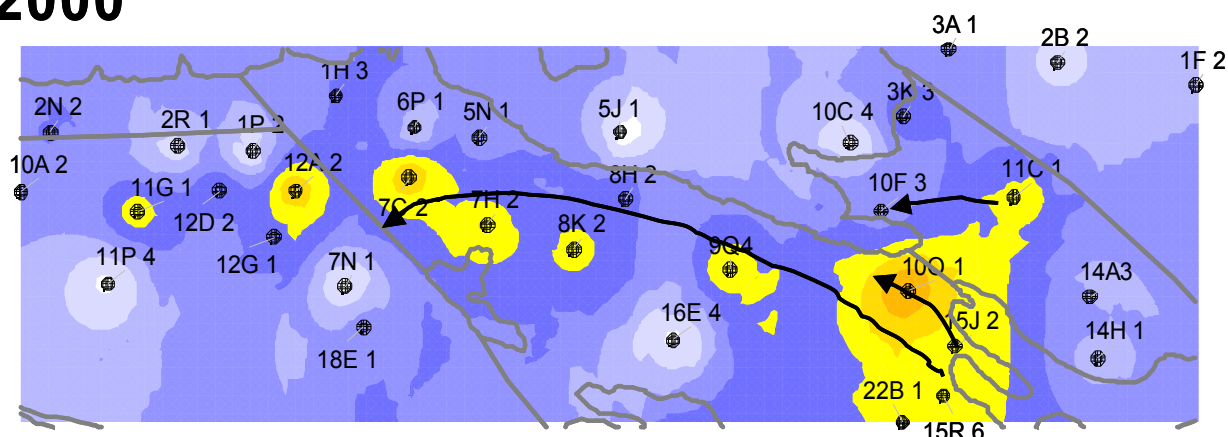 2000
3A 1
2B 2
1F 2
1H 3
2N 2
2R 1
1P 2
6P 1
5N 1
5J 1
10C 4
3K 3
10A 2
11G 1
12D 2
12A 2
7C 2
7H 2
8H 2
10F 3
11C 1
12G 1
8K 2
9Q4
11P 4
7N 1
10O 1
14A3
16E 4
15J 2
18E 1
14H 1
22B 1
15R 6